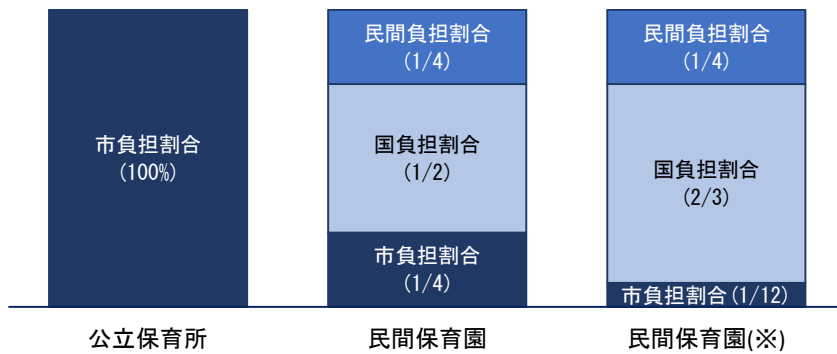 市負担割合
(100%)
公立保育所
民間負担割合
(1/4)
国負担割合
(1/2)
市負担割合
(1/4)
民間保育園
民間負担割合
(1/4)
国負担割合
(2/3)
市負担割合(1/12)
民間保育園(※)